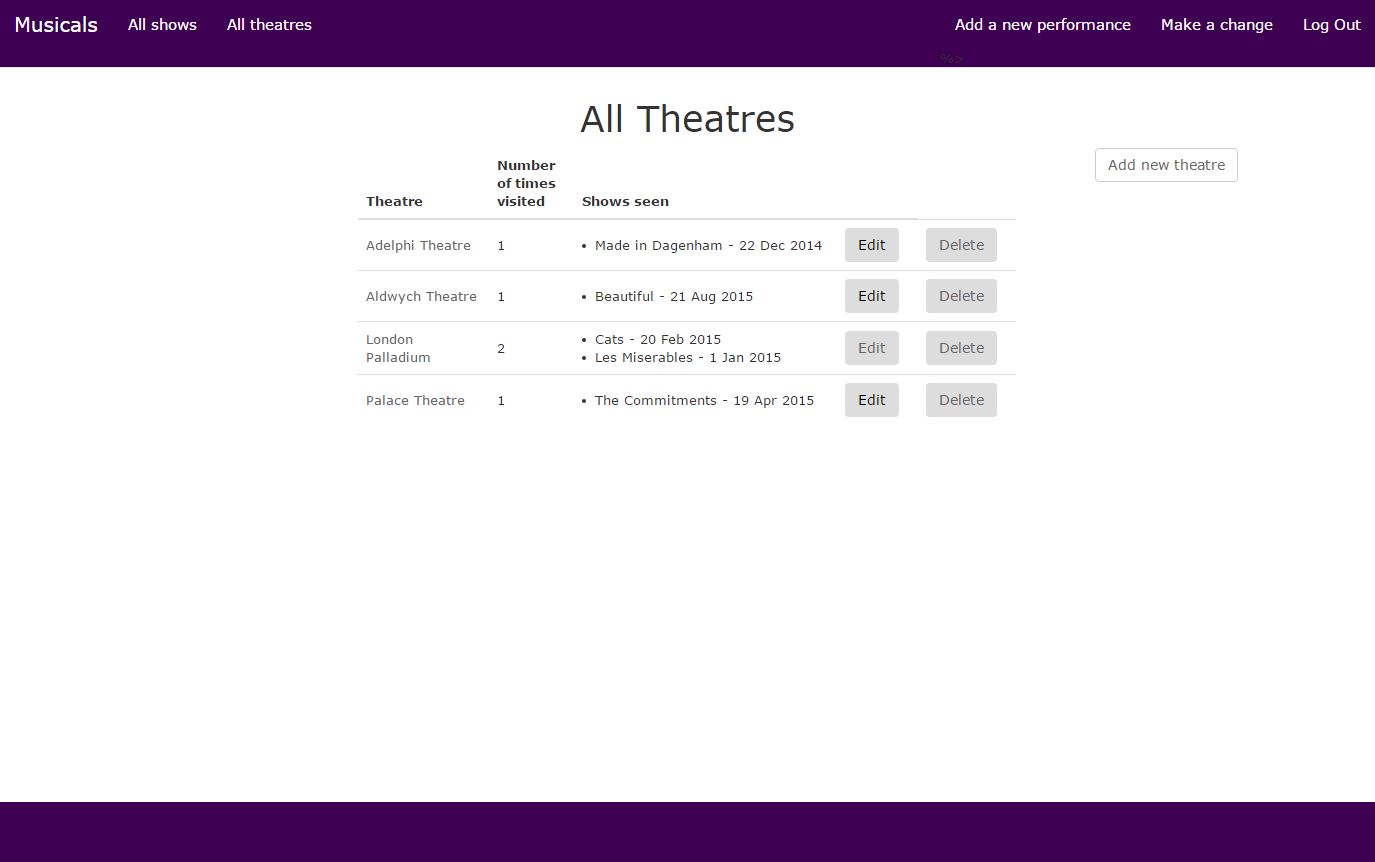 Musicals All shows All theatres Add a new performance Make a change Log Out
%>
All Theatres
Add new theatre
Number
of times
Theatre visited Shows seen
Adelphi Theatre 1 • Made in Dagenham - 22 Dec 2014 Edit Delete
Aldwych Theatre 1 • Beautiful - 21 Aug 2015 Edit Delete
London Palladium 2 • Cats - 20 Feb 2015 Edit Delete
• Les Miserables - 1 Jan 2015
Palace Theatre 1 • The Commitments - 19 Apr 2015 Edit Delete